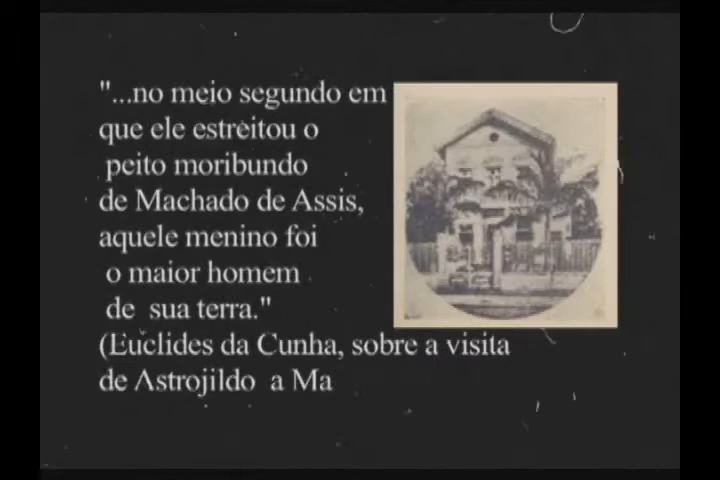 "...no meio segundo em
que ele estreitou o
peito moribundo
de Machado de Assis,
aquele menino foi
o maior homem
de sua terra."
(Euclides da Cunha, sobre a visita
de Astrojildo a Ma